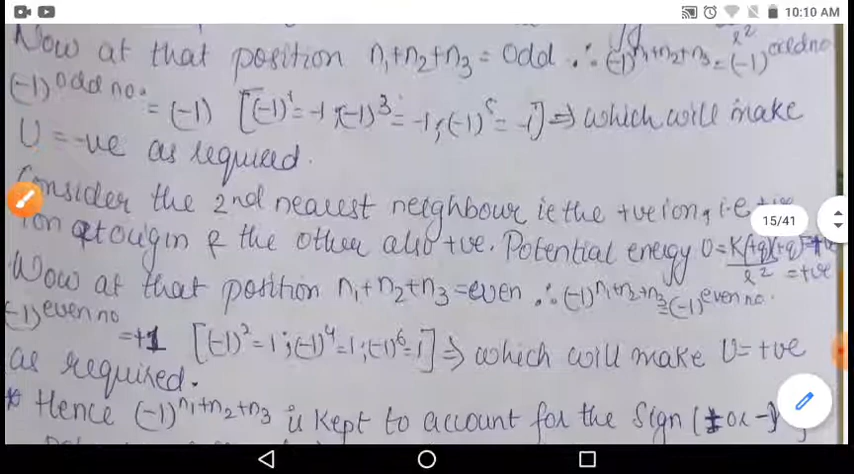 10:10 AM
Now at that position n₁+n₂+n₃ = Odd ∴ (-1)^n₁+n₂+n₃ = (-1)^odd no
(-1)^odd no. = (-1) [(-1)¹ = -1 ; (-1)³ = -1 ; (-1)⁵ = -1] ⇒ which will make
U = -ve as required.
Consider the 2nd nearest neighbour ie the +ve ion, i.e +ve
ion at origin & the other also +ve. Potential energy U = K(+q)(+q)/r² = +ve
15/41
Now at that position n₁+n₂+n₃ = even ∴ (-1)^n₁+n₂+n₃ = (-1)^even no.
(-1)^even no = +1 [(-1)² = 1 ; (-1)⁴ = 1 ; (-1)⁶ = 1] ⇒ which will make U = +ve
as required.
* Hence (-1)^n₁+n₂+n₃ is kept to account for the sign (+ or -)